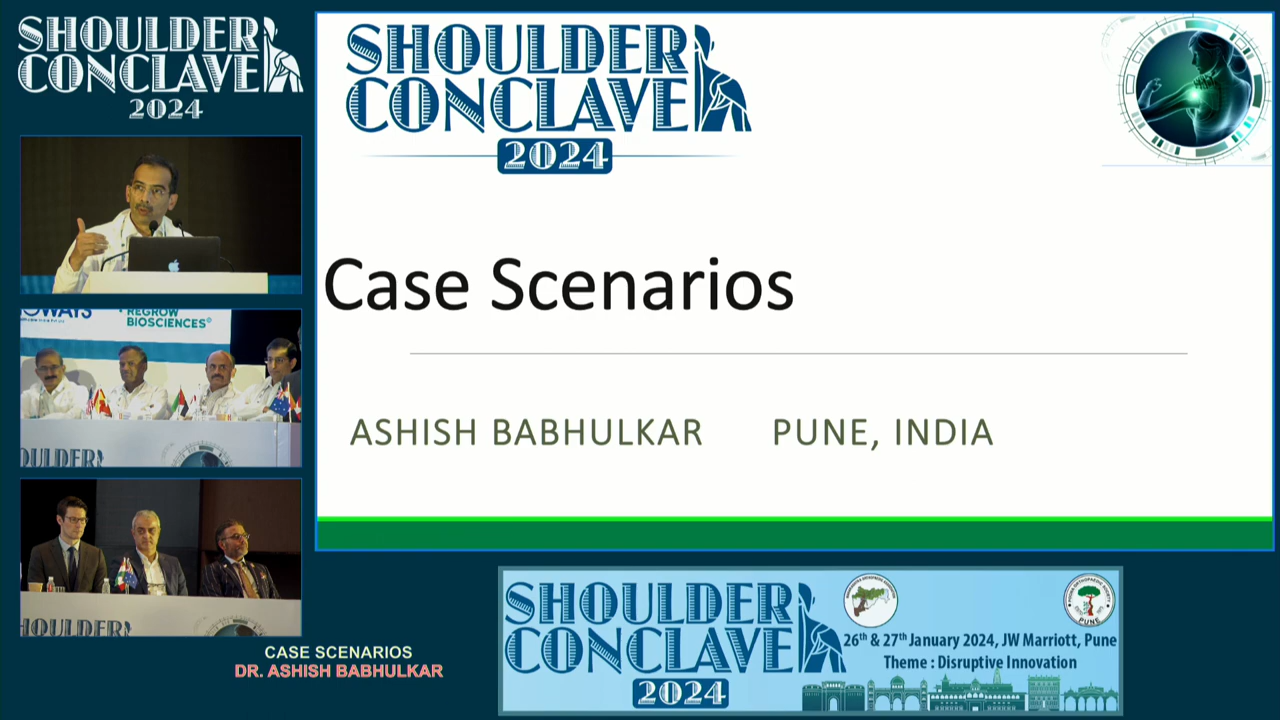 SHOULDER
CONCLAVE
2024
SHOULDER
CONCLAVE
2024
Case Scenarios
ASHISH BABHULKAR PUNE, INDIA
REGROW
BIOSCIENCES®
CASE SCENARIOS
DR. ASHISH BABHULKAR
SHOULDER
CONCLAVE
2024
26th & 27th January 2024, JW Marriott, Pune
Theme : Disruptive Innovation
PUNE